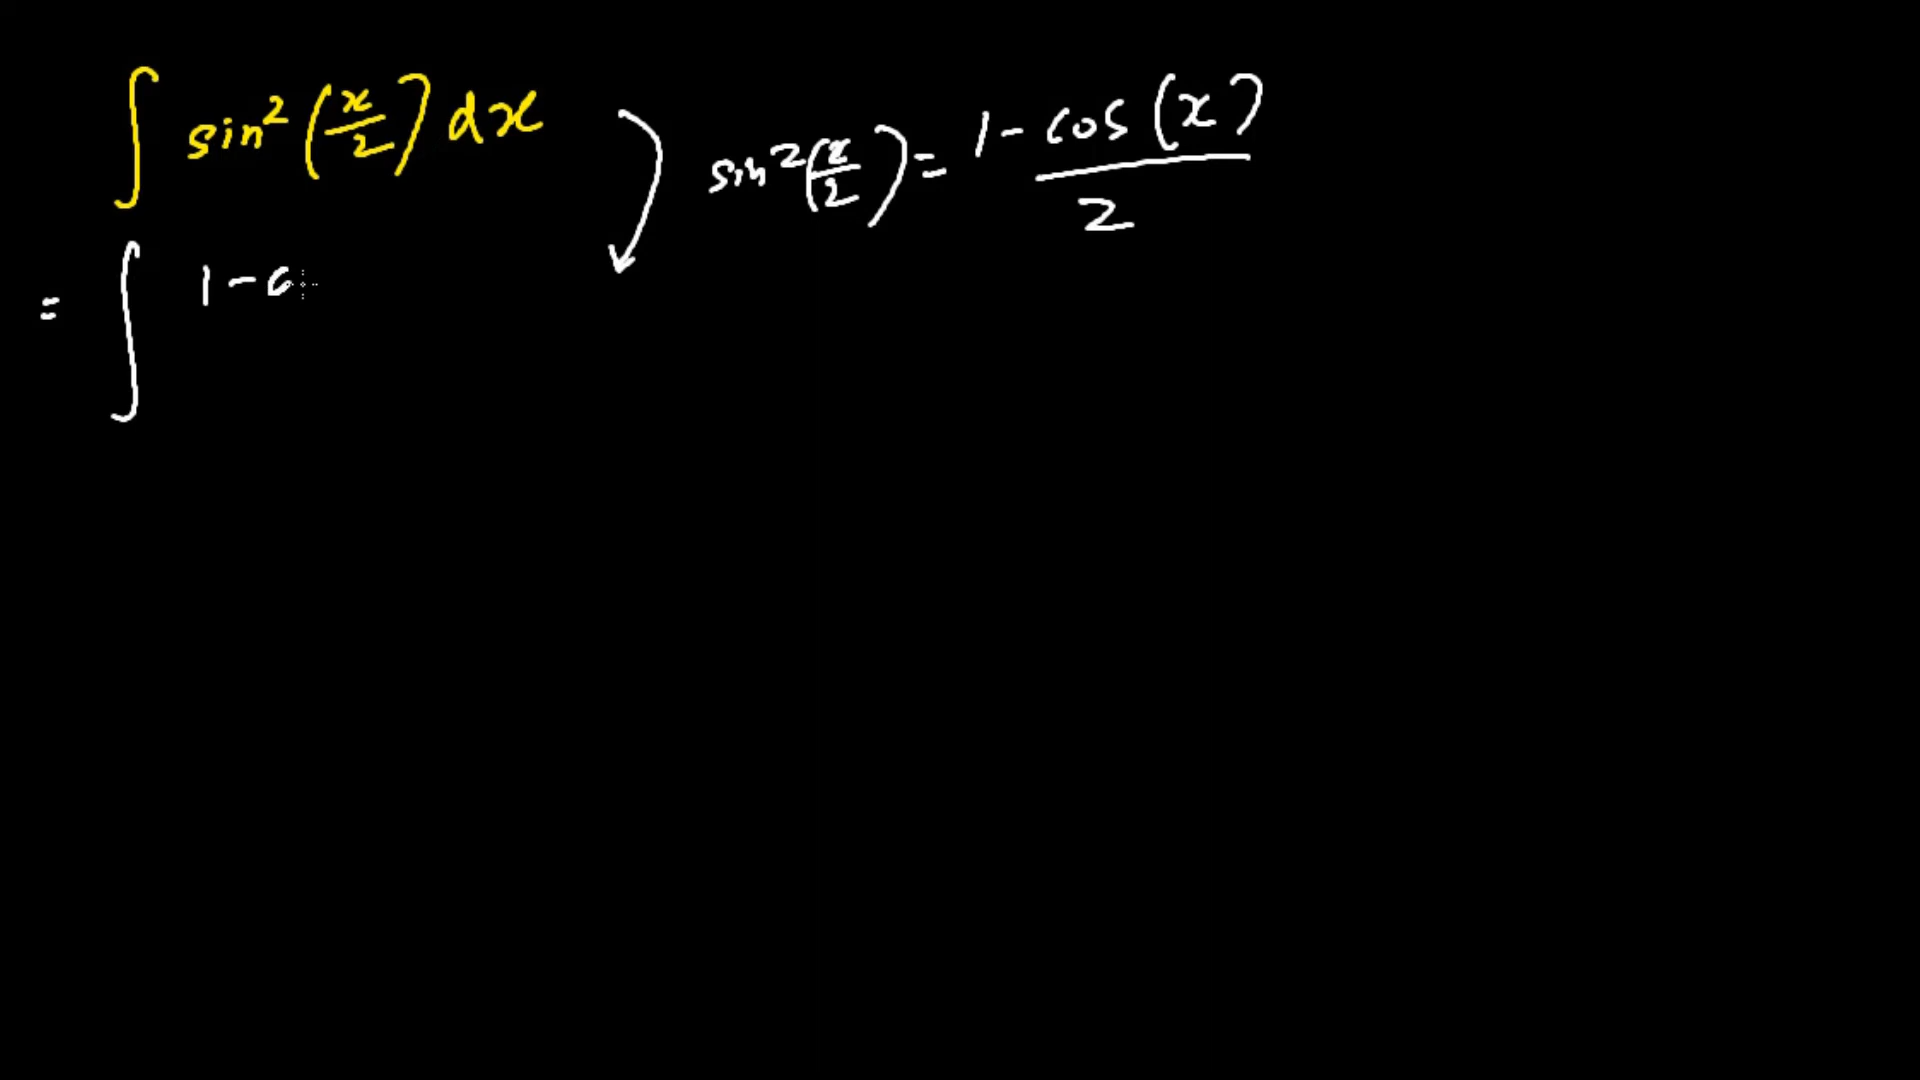 ∫ sin² (x/2) dx   sin² (x/2) = 1 - cos (x) / 2
= ∫ 1 - c